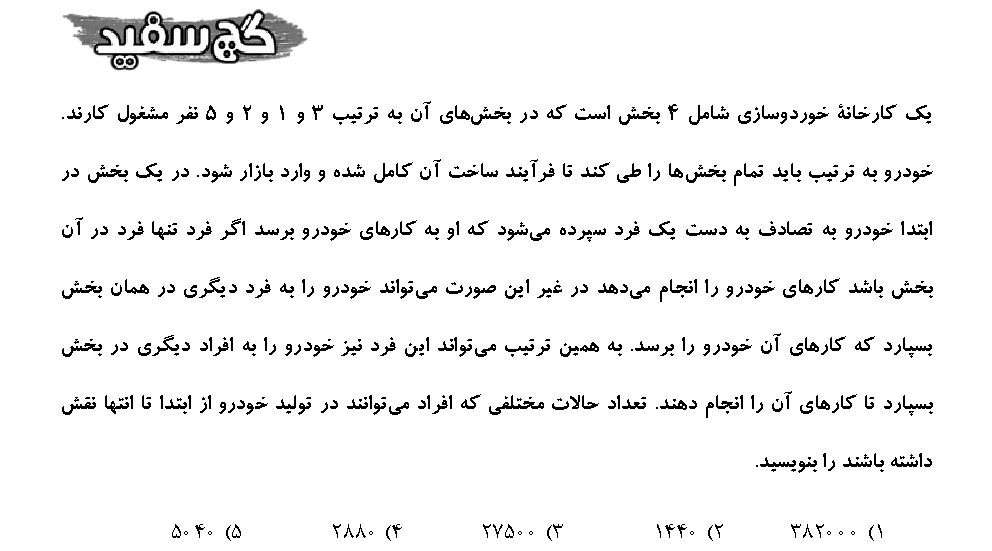 گچ سفید
یک کارخانهٔ خوردوسازی شامل ۴ بخش است که در بخش‌های آن به ترتیب ۳ و ۱ و ۲ و ۵ نفر مشغول کارند.
خودرو به ترتیب باید تمام بخش‌ها را طی کند تا فرآیند ساخت آن کامل شده و وارد بازار شود. در یک بخش در
ابتدا خودرو به تصادف به دست یک فرد سپرده می‌شود که او به کارهای خودرو برسد اگر فرد تنها فرد در آن
بخش باشد کارهای خودرو را انجام می‌دهد در غیر این صورت می‌تواند خودرو را به فرد دیگری در همان بخش
بسپارد که کارهای آن خودرو را برسد. به همین ترتیب می‌تواند این فرد نیز خودرو را به افراد دیگری در بخش
بسپارد تا کارهای آن را انجام دهند. تعداد حالات مختلفی که افراد می‌توانند در تولید خودرو از ابتدا تا انتها نقش
داشته باشند را بنویسید.
۱) ۳۸۲۰۰۰ ۲) ۱۴۴۰ ۳) ۲۷۵۰۰ ۴) ۲۸۸۰ ۵) ۵۰۴۰